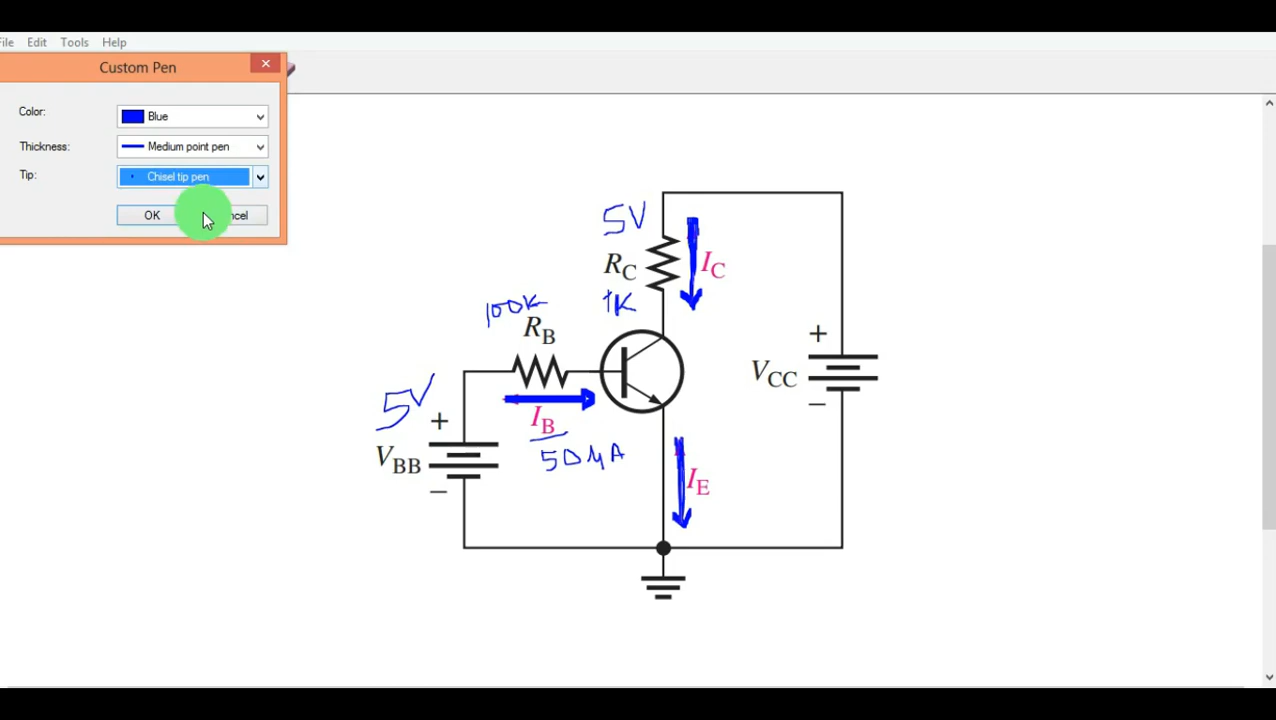 File Edit Tools Help
Custom Pen
Color: Blue
Thickness: Medium point pen
Tip: Chisel tip pen
OK
5V
RC
IC
1K
100K
RB
+
VCC
−
5V
+
IB
VBB
50μA
−
IE